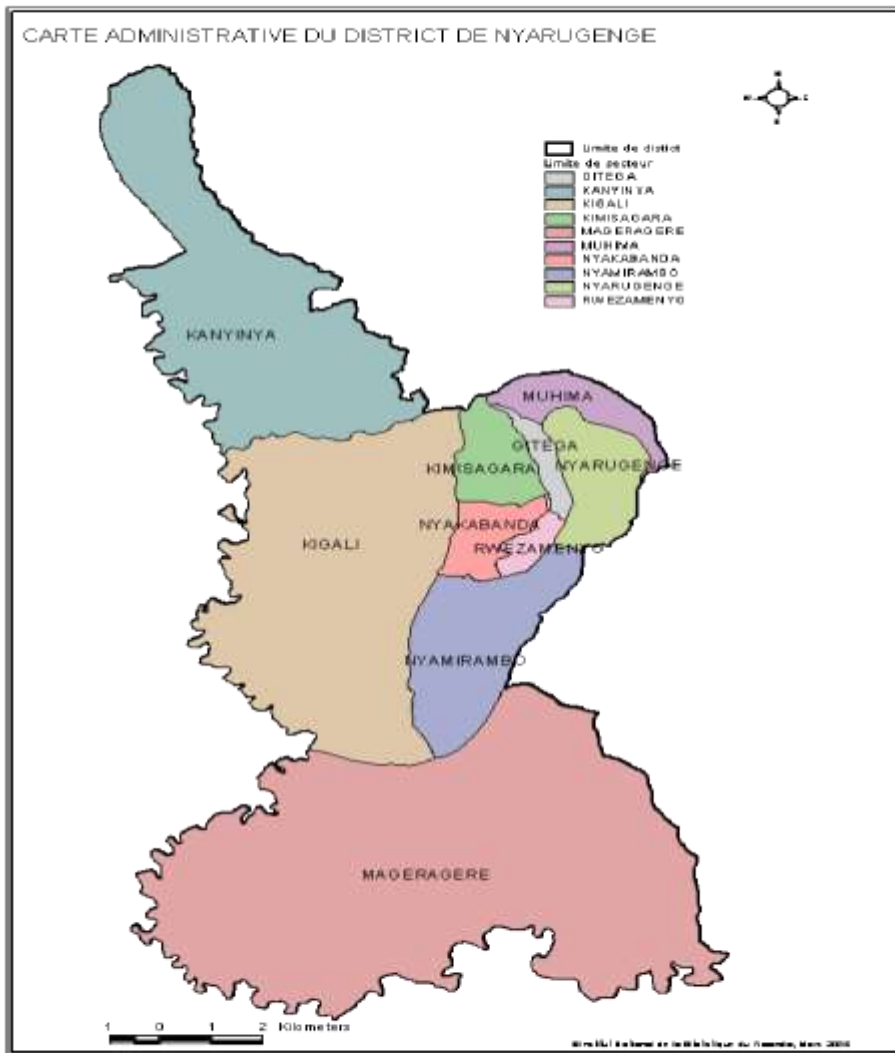 CARTE ADMINISTRATIVE DU DISTRICT DE NYARUGENGE
N
W
E
S
Limite de district
Limite de secteur
GITEGA
KANYINYA
KIGALI
KIMISAGARA
MAGERAGERE
MUHIMA
NYAKABANDA
NYAMIRAMBO
NYARUGENGE
RWEZAMENYO
KANYINYA
MUHIMA
GITEGA
KIMISAGARA
NYARUGENGE
NYAKABANDA
KIGALI
RWEZAMENYO
NYAMIRAMBO
MAGERAGERE
1 0 1 2 Kilometers